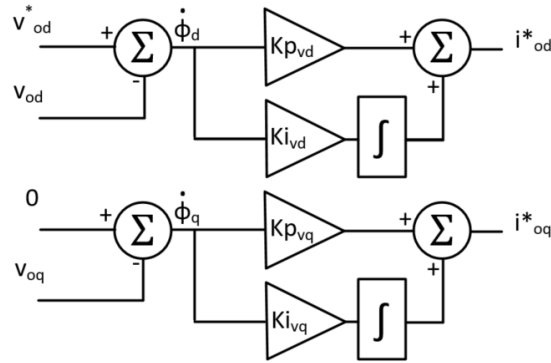 v*od + Σ ϕ̇d Kpvd + Σ i*od
- +
vod Kivd ∫
0 + Σ ϕ̇q Kpvq + Σ i*oq
- +
voq Kivq ∫